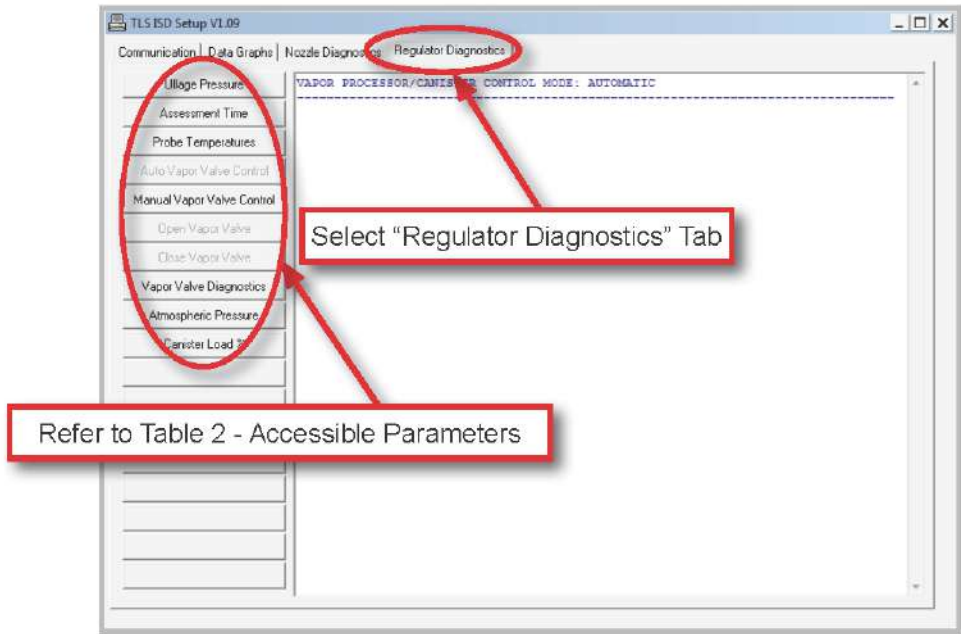 TLS ISD Setup V1.09
Communication Data Graphs Nozzle Diagnostics Regulator Diagnostics
Ullage Pressure
Assessment Time
Probe Temperatures
Auto Vapor Valve Control
Manual Vapor Valve Control
Open Vapor Valve
Close Vapor Valve
Vapor Valve Diagnostics
Atmospheric Pressure
Canister Load %
VAPOR PROCESSOR/CANISTER CONTROL MODE: AUTOMATIC
Select “Regulator Diagnostics” Tab
Refer to Table 2 - Accessible Parameters